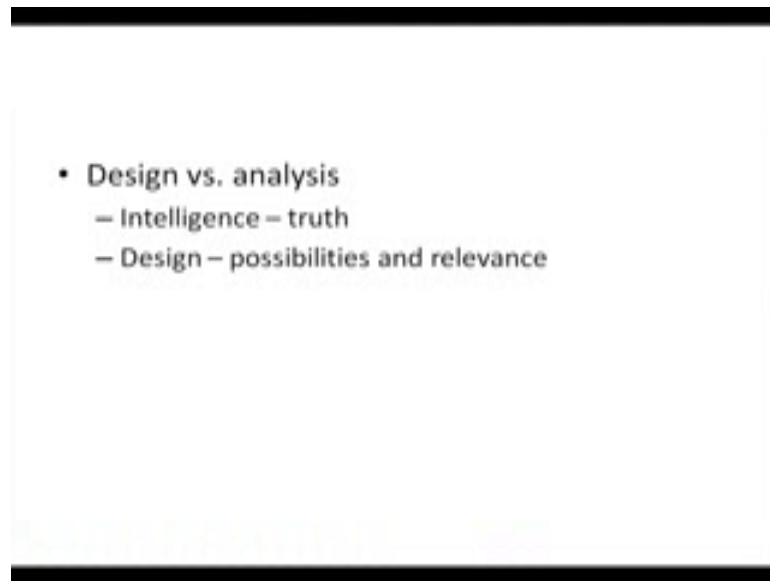 • Design vs. analysis
– Intelligence – truth
– Design – possibilities and relevance